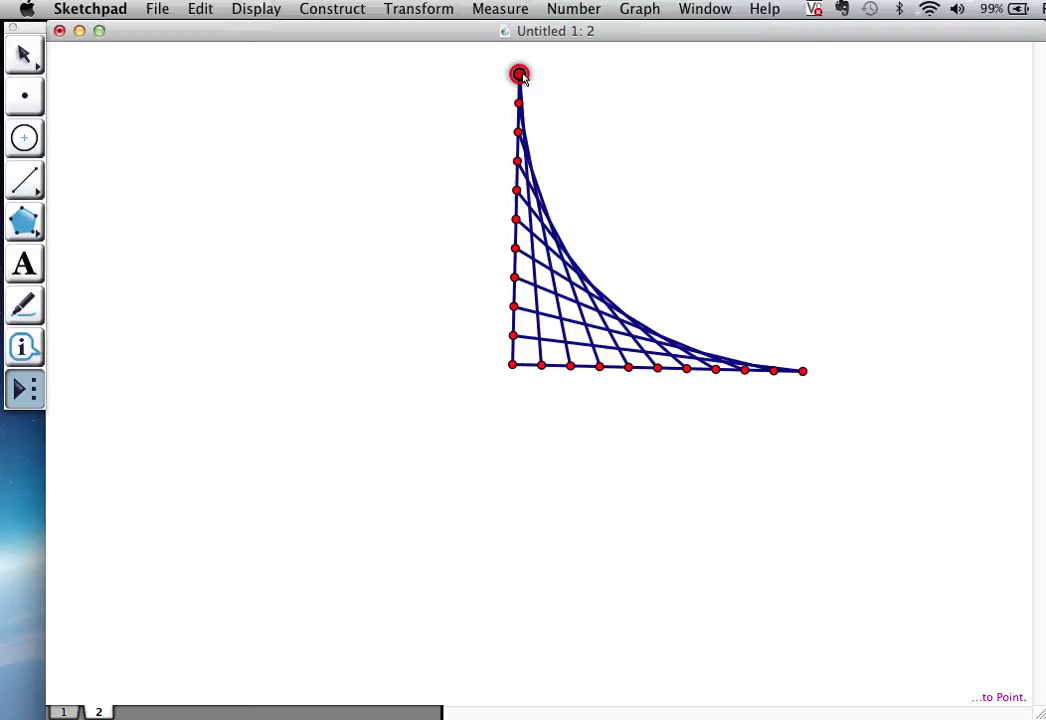 Sketchpad File Edit Display Construct Transform Measure Number Graph Window Help 99%
Untitled 1: 2
A
i
...to Point.
1 2